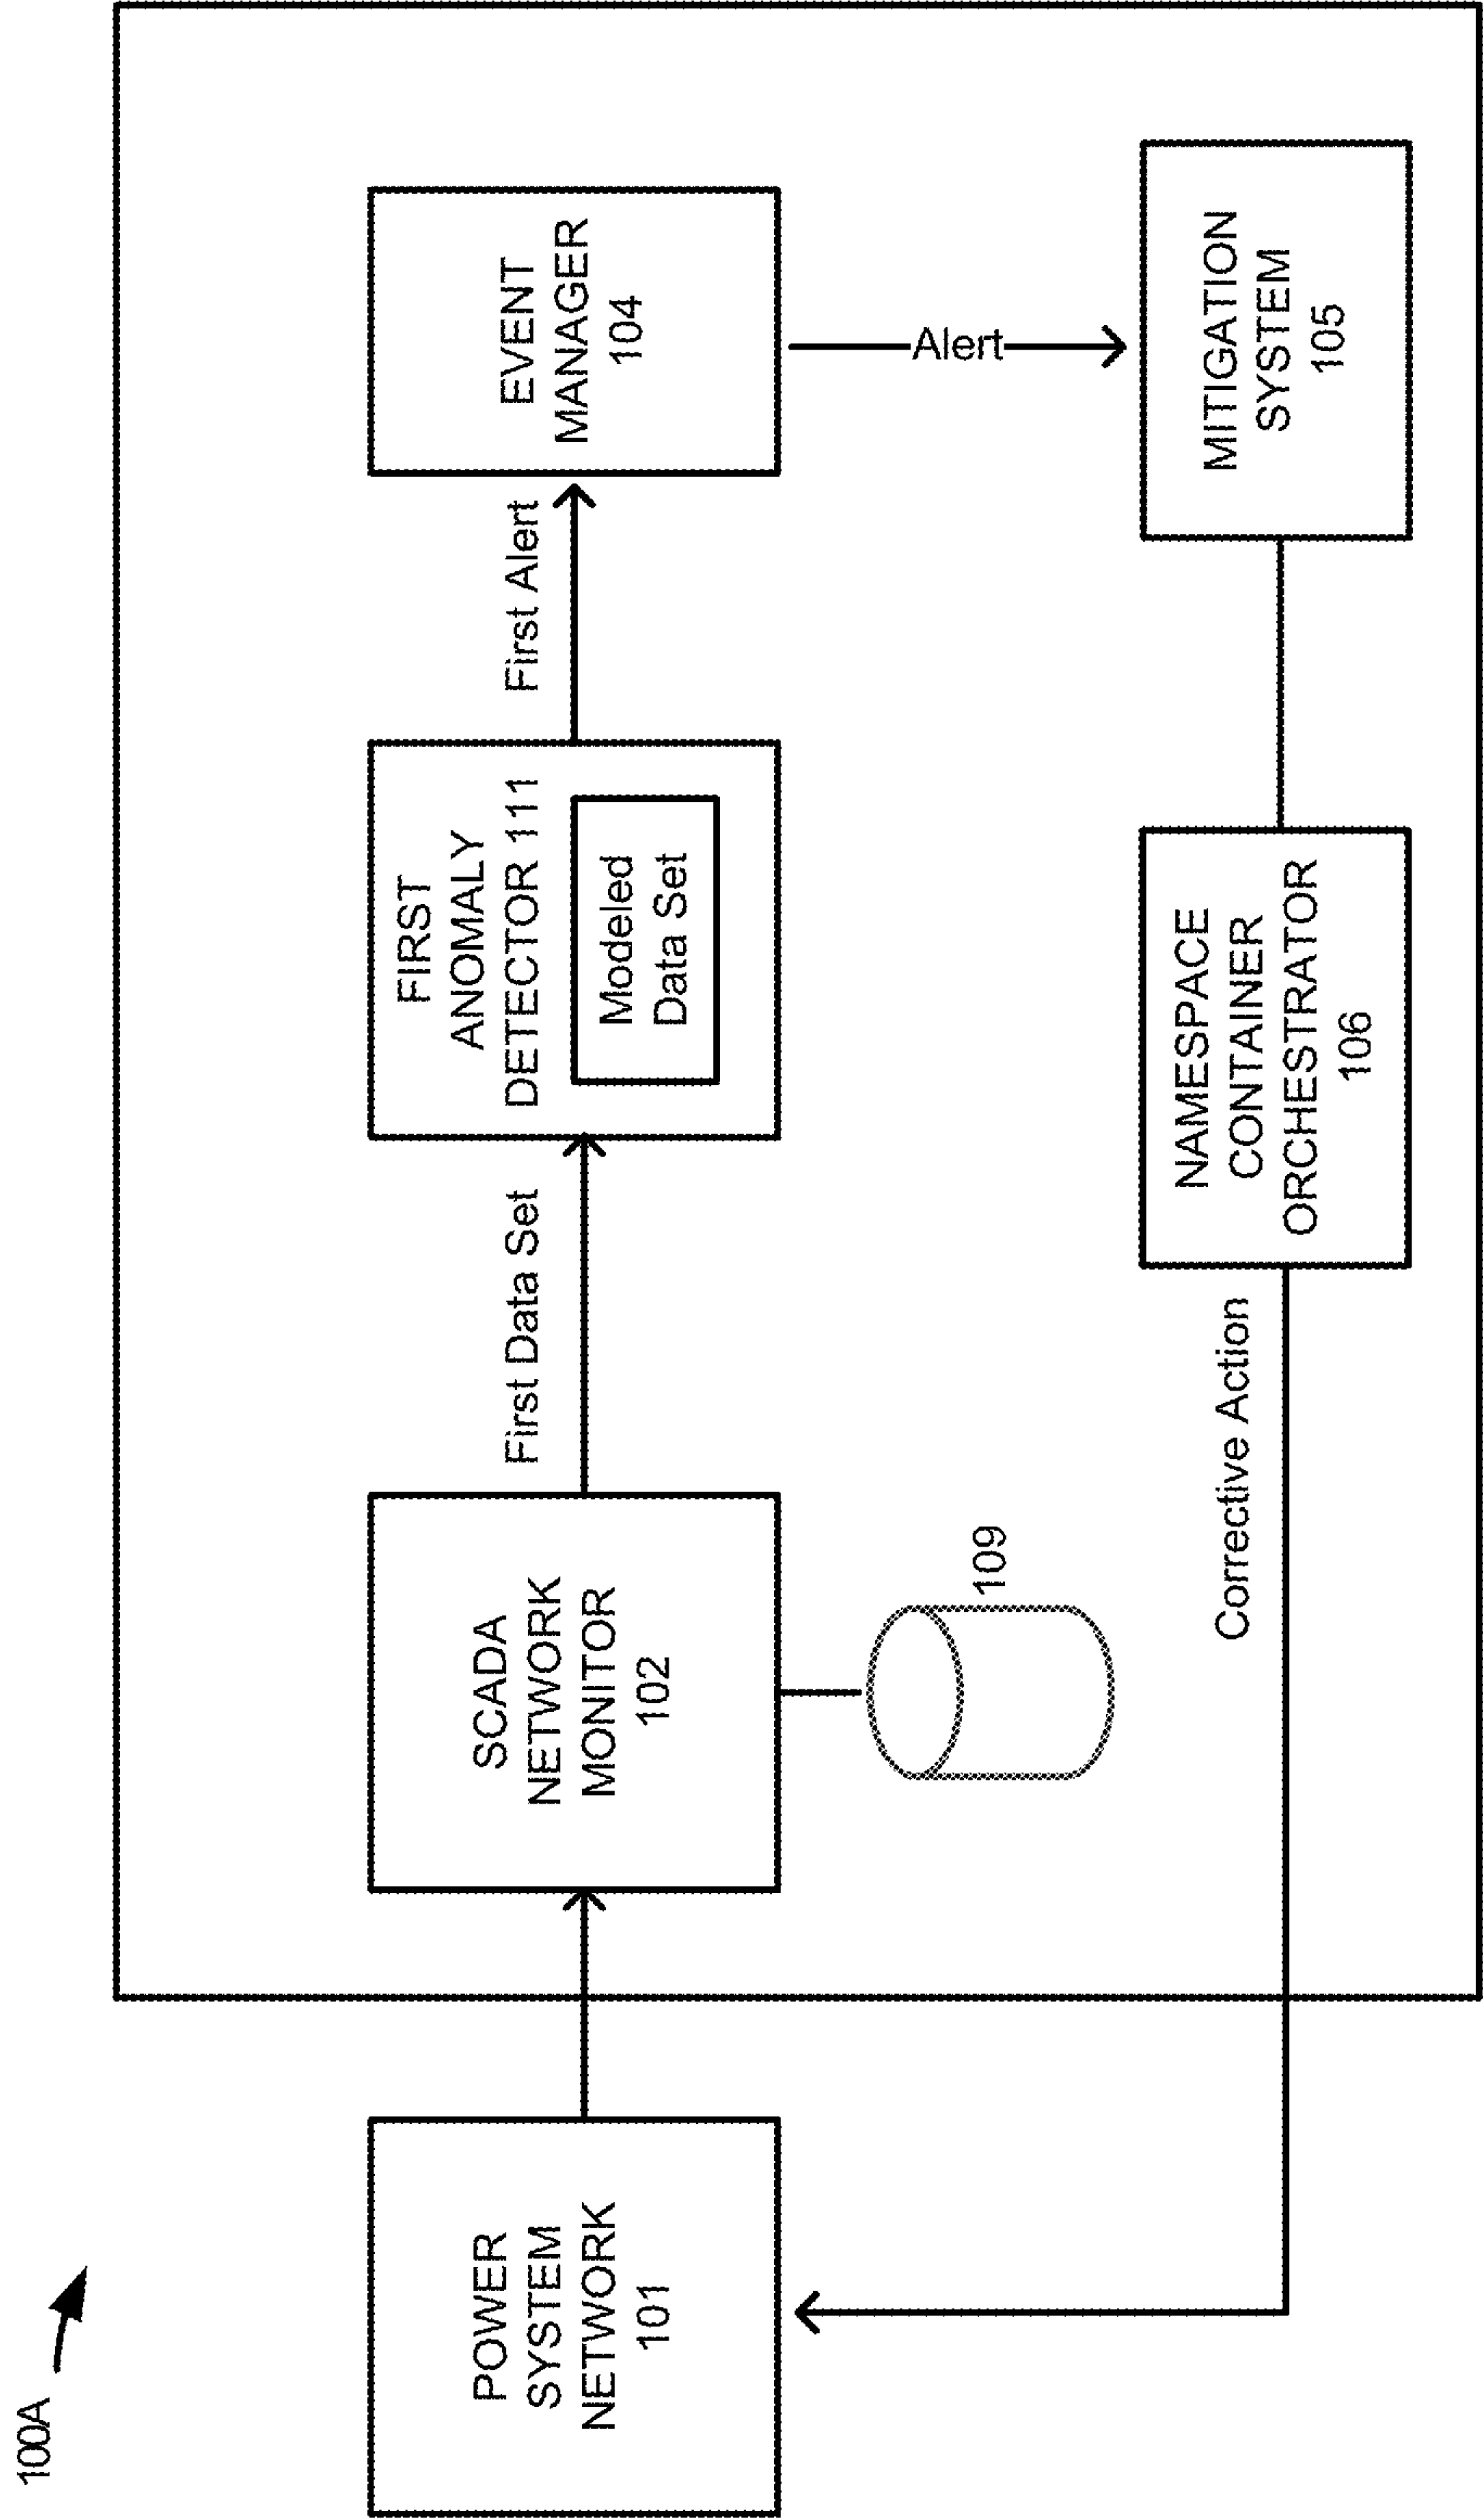 100A
POWER
SYSTEM
NETWORK
101
SCADA
NETWORK
MONITOR
102
109
First Data Set
FIRST
ANOMALY
DETECTOR 111
Modeled
Data Set
First Alert
EVENT
MANAGER
104
Alert
MITIGATION
SYSTEM
105
NAMESPACE
CONTAINER
ORCHESTRATOR
106
Corrective Action